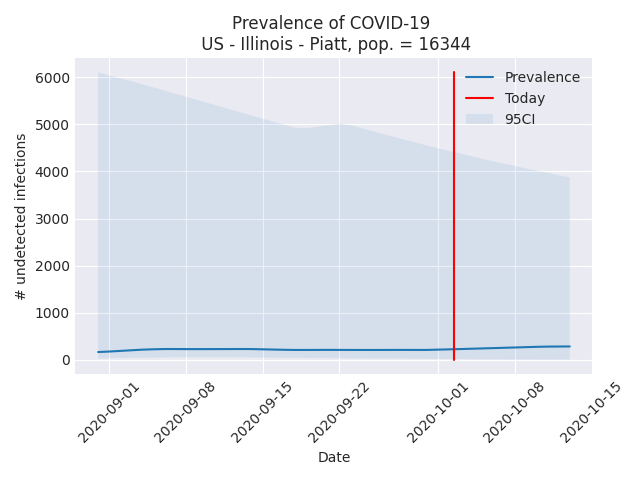 Prevalence of COVID-19
US - Illinois - Piatt, pop. = 16344
6000
5000
4000
3000
2000
1000
0
# undetected infections
Prevalence
Today
95CI
2020-09-01
2020-09-08
2020-09-15
2020-09-22
2020-10-01
2020-10-08
2020-10-15
Date